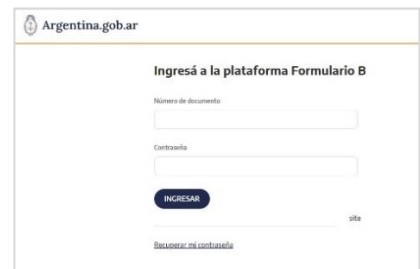 Argentina.gob.ar
Ingresá a la plataforma Formulario B
Número de documento
Contraseña
INGRESAR
site
Recuperar mi contraseña